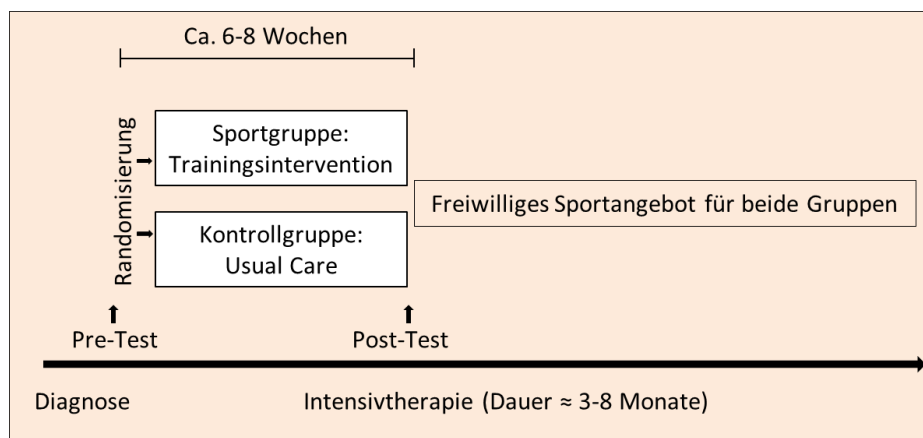 Ca. 6-8 Wochen
Randomisierung
Sportgruppe:
Trainingsintervention
Freiwilliges Sportangebot für beide Gruppen
Kontrollgruppe:
Usual Care
Pre-Test
Post-Test
Diagnose
Intensivtherapie (Dauer ≈ 3-8 Monate)